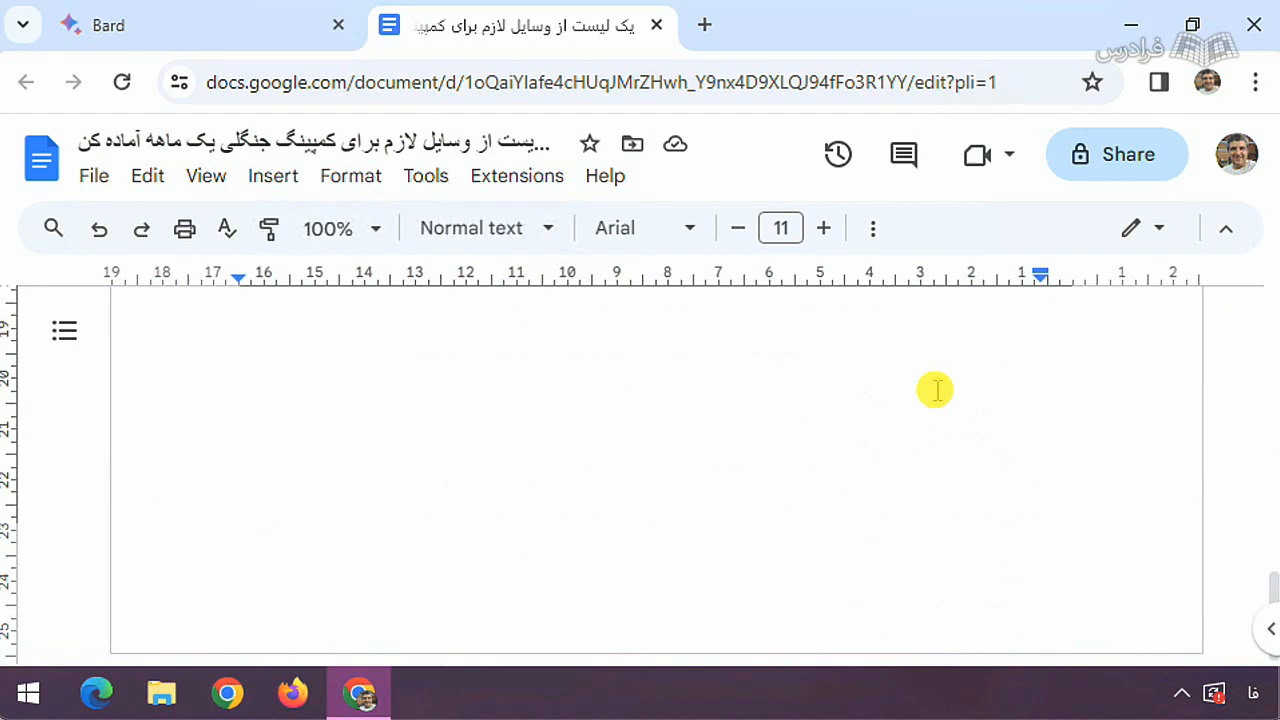 Bard
یک لیست از وسایل لازم برای کمپین
فرادرس
docs.google.com/document/d/1oQaiYlafe4cHUqJMrZHwh_Y9nx4D9XLQJ94fFo3R1YY/edit?pli=1
...یست از وسایل لازم برای کمپینگ جنگلی یک ماهه آماده کن
File Edit View Insert Format Tools Extensions Help
Share
100% Normal text Arial 11
19 18 17 16 15 14 13 12 11 10 9 8 7 6 5 4 3 2 1 1 2
19
20
21
22
23
24
25
فا